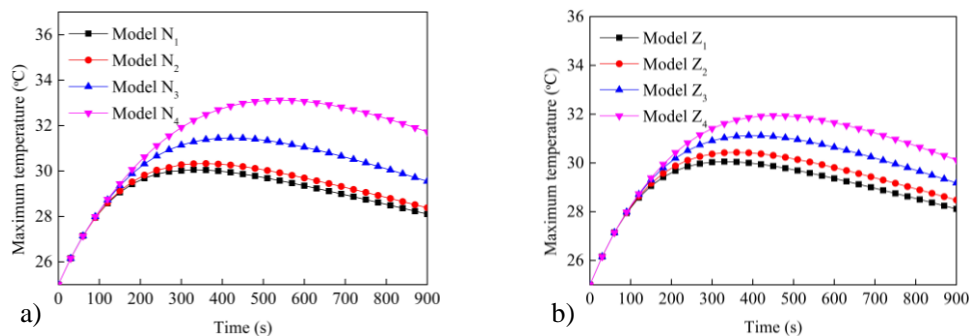 36
34
32
30
28
26
Maximum temperature (°C)
Model N₁
Model N₂
Model N₃
Model N₄
0 100 200 300 400 500 600 700 800 900
Time (s)
a)
36
34
32
30
28
26
Maximum temperature (°C)
Model Z₁
Model Z₂
Model Z₃
Model Z₄
0 100 200 300 400 500 600 700 800 900
Time (s)
b)